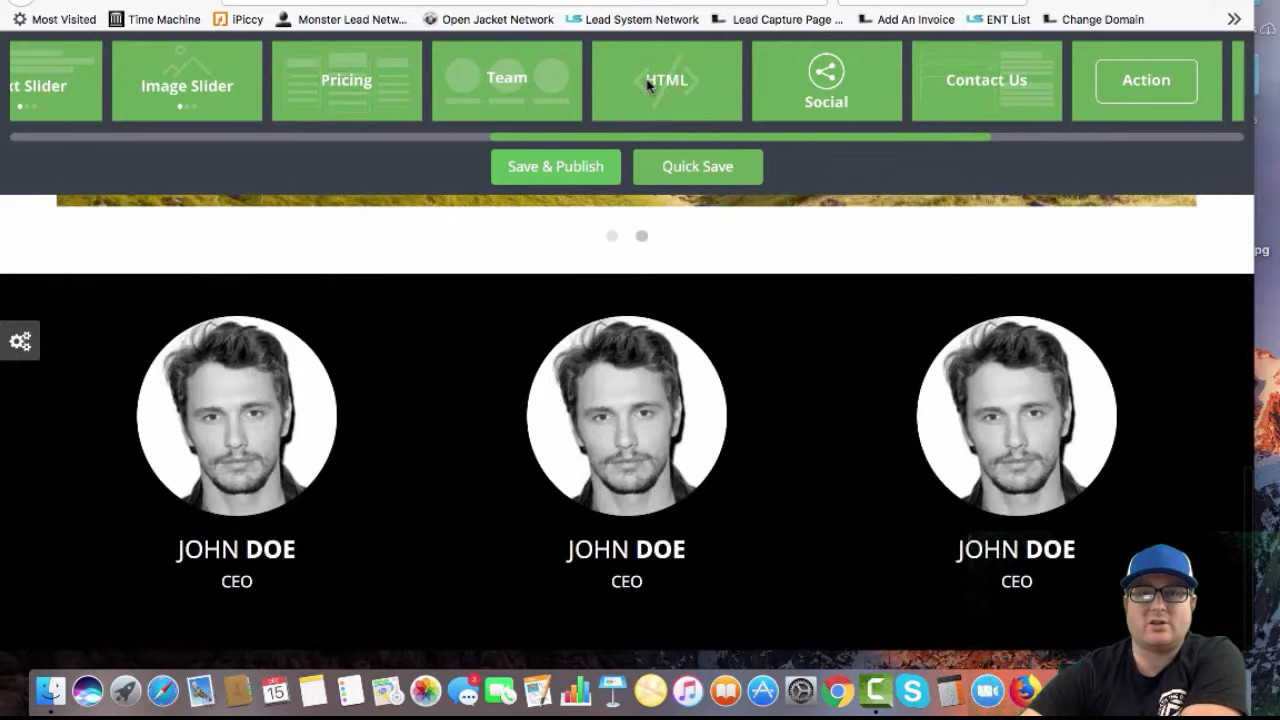 Most Visited Time Machine iPiccy Monster Lead Netw... Open Jacket Network Lead System Network Lead Capture Page ... Add An Invoice ENT List Change Domain
xt Slider
Image Slider
Pricing
Team
HTML
Social
Contact Us
Action
Save & Publish
Quick Save
pg
JOHN DOE
CEO
JOHN DOE
CEO
JOHN DOE
CEO
15